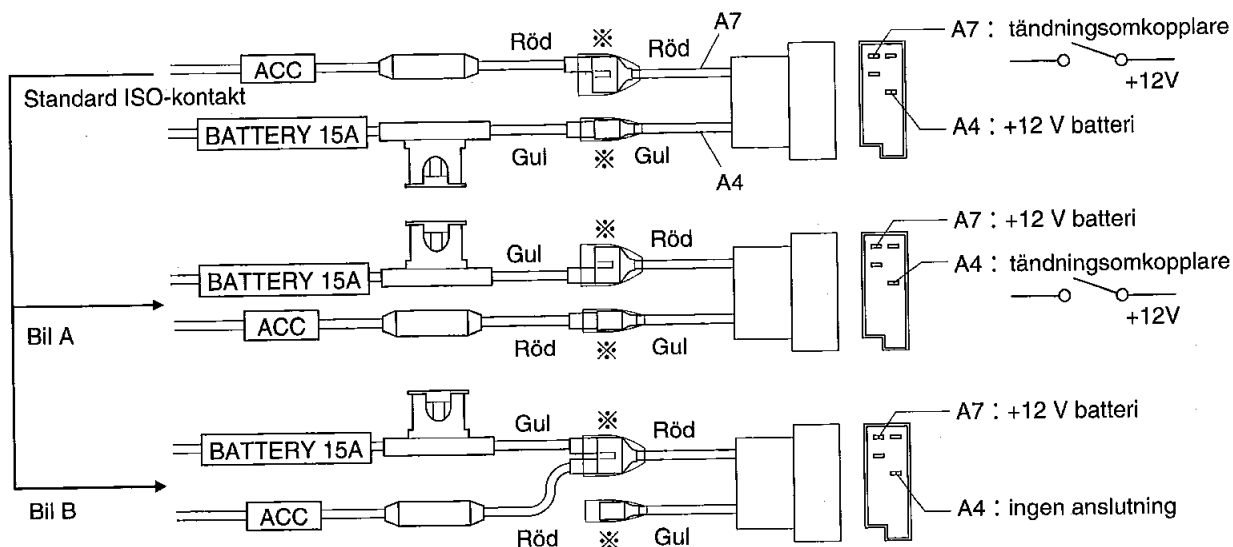 A7
Röd ※ Röd
ACC
A7 : tändningsomkopplare
+12V
Standard ISO-kontakt
BATTERY 15A
Gul ※ Gul
A4
A4 : +12 V batteri
※
Gul Röd
BATTERY 15A
A7 : +12 V batteri
A4 : tändningsomkopplare
+12V
Bil A
ACC
Röd ※ Gul
※
Gul Röd
BATTERY 15A
A7 : +12 V batteri
Bil B
ACC
Röd ※ Gul
A4 : ingen anslutning